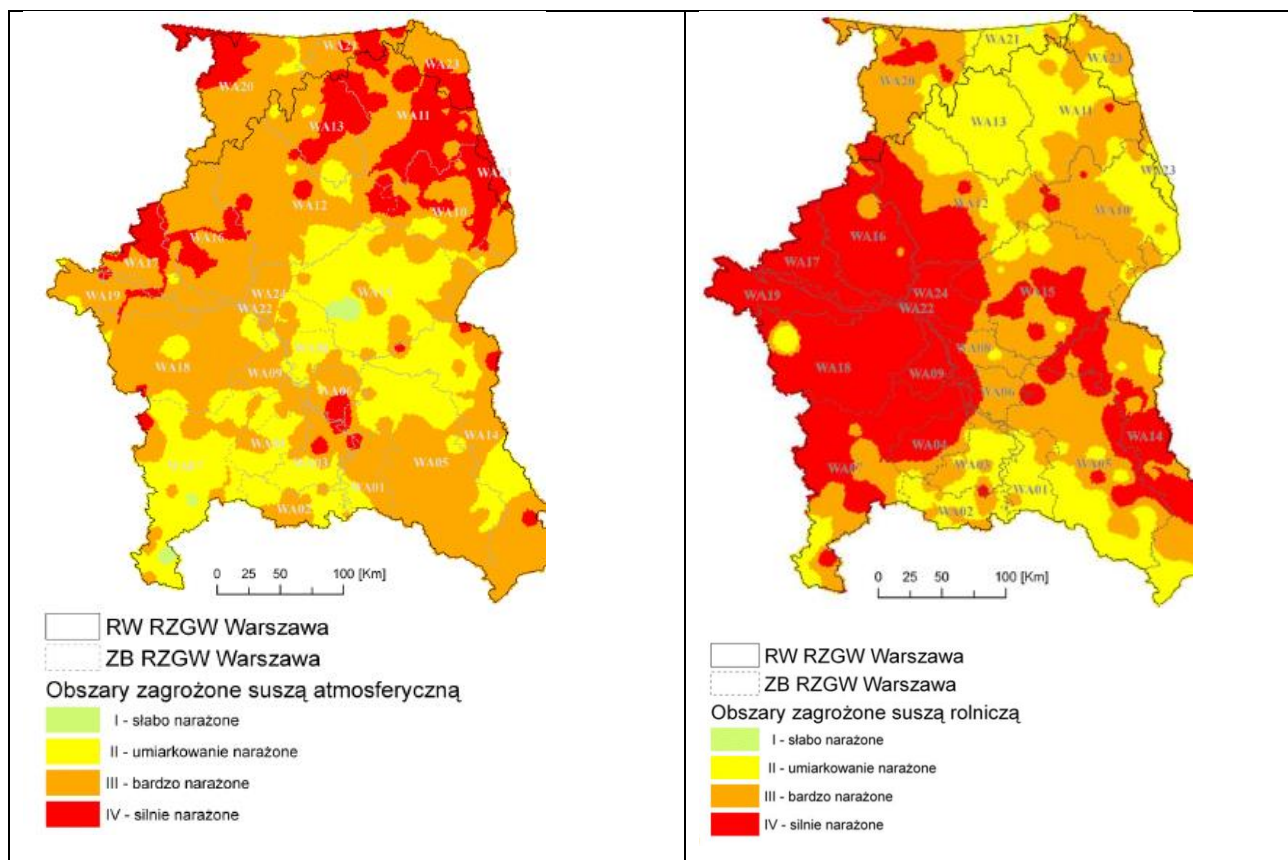 WA21
WA23
WA20
WA11
WA13
WA12
WA10
WA16
WA17
WA19
WA24
WA22
WA18
WA09
WA06
WA14
WA05
WA03
WA01
WA02
0 25 50 100 [Km]
RW RZGW Warszawa
ZB RZGW Warszawa
Obszary zagrożone suszą atmosferyczną
I - słabo narażone
II - umiarkowanie narażone
III - bardzo narażone
IV - silnie narażone
WA21
WA23
WA20
WA11
WA13
WA23
WA12
WA10
WA16
WA17
WA24
WA15
WA19
WA22
WA08
WA18
WA09
WA06
WA04
WA14
WA03
WA05
WA01
WA02
0 25 50 100 [Km]
RW RZGW Warszawa
ZB RZGW Warszawa
Obszary zagrożone suszą rolniczą
I - słabo narażone
II - umiarkowanie narażone
III - bardzo narażone
IV - silnie narażone